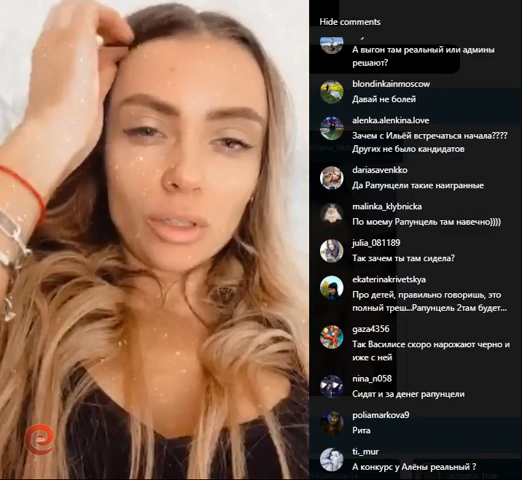 Hide comments
А выгон там реальный или админы
решают?
blondinkainmoscow
Давай не болей
alenka.alenkina.love
Зачем с Ильёй встречаться начала????
Других не было кандидатов
dariasavenkko
Да Рапунцели такие наигранные
malinka_klybnicka
По моему Рапунцель там навечно))))
julia_081189
Так зачем ты там сидела?
ekaterinakrivetskya
Про детей, правильно говоришь, это
полный треш...Рапунцель 2там будет...
gaza4356
Так Василисе скоро нарожают черно и
иже с ней
nina_n058
Сидят и за денег рапунцели
poliamarkova9
Рита
ti._mur
А конкурс у Алёны реальный ?